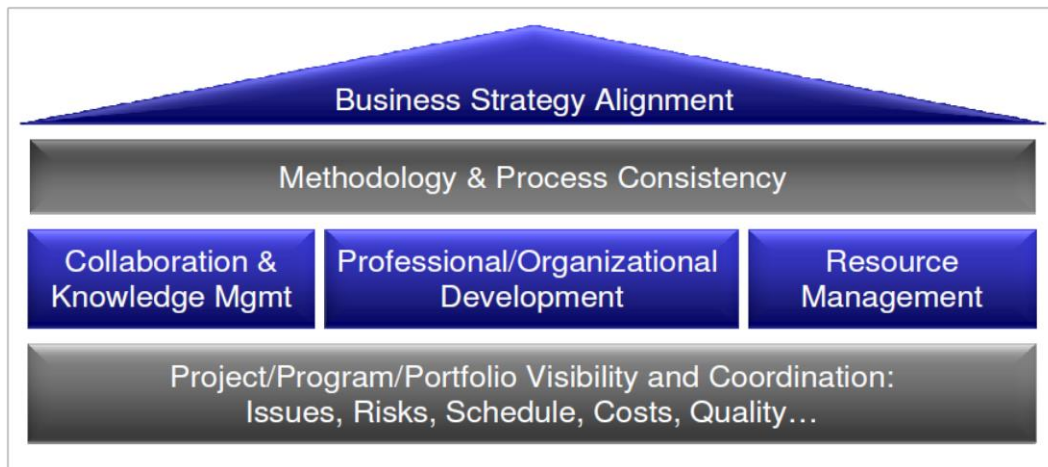 Business Strategy Alignment
Methodology & Process Consistency
Collaboration &
Knowledge Mgmt
Professional/Organizational
Development
Resource
Management
Project/Program/Portfolio Visibility and Coordination:
Issues, Risks, Schedule, Costs, Quality…